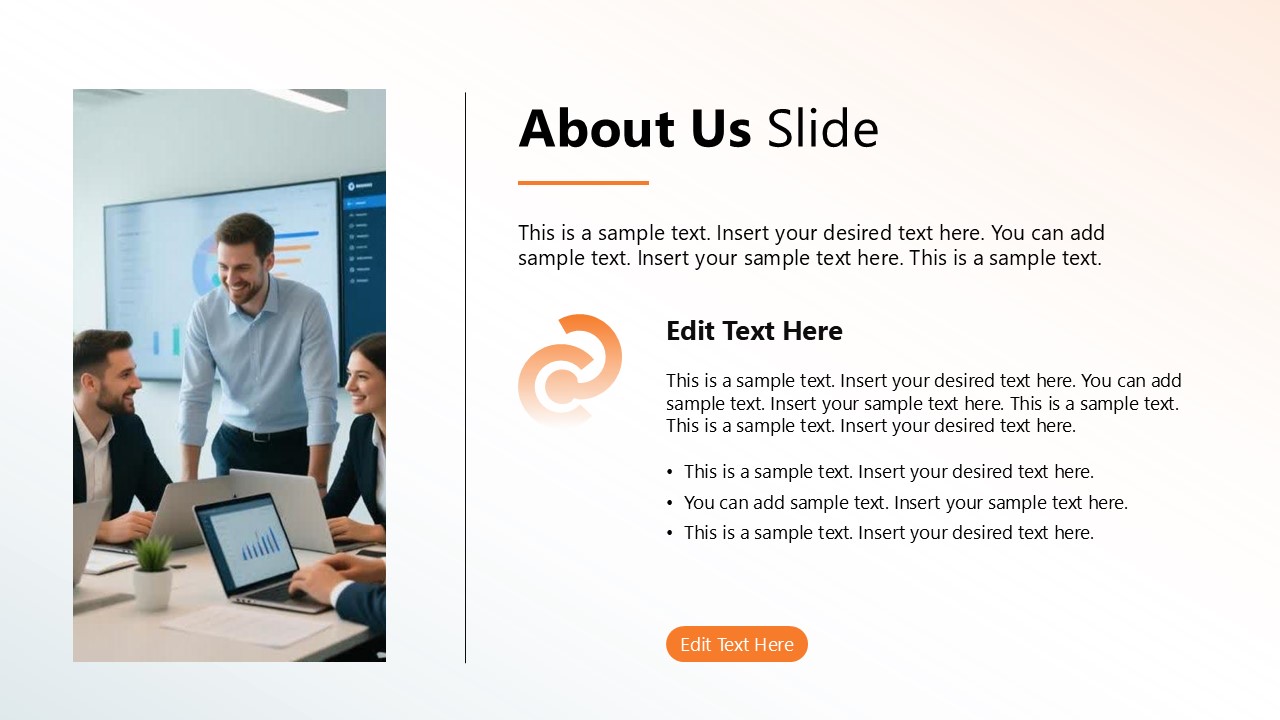 About Us Slide
This is a sample text. Insert your desired text here. You can add
sample text. Insert your sample text here. This is a sample text.
Edit Text Here
This is a sample text. Insert your desired text here. You can add
sample text. Insert your sample text here. This is a sample text.
This is a sample text. Insert your desired text here.
• This is a sample text. Insert your desired text here.
• You can add sample text. Insert your sample text here.
• This is a sample text. Insert your desired text here.
Edit Text Here